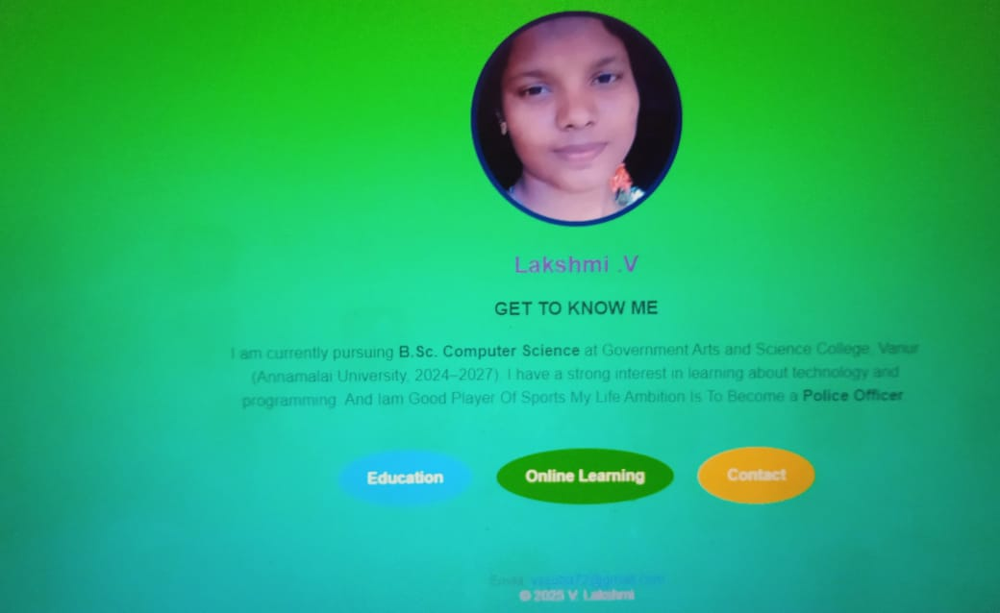 Lakshmi .V
GET TO KNOW ME
I am currently pursuing B.Sc. Computer Science at Government Arts and Science College, Vanur
(Annamalai University, 2024–2027). I have a strong interest in learning about technology and
programming. And Iam Good Player Of Sports My Life Ambition Is To Become a Police Officer.
Education
Online Learning
Contact
Email:
© 2025 V. Lakshmi